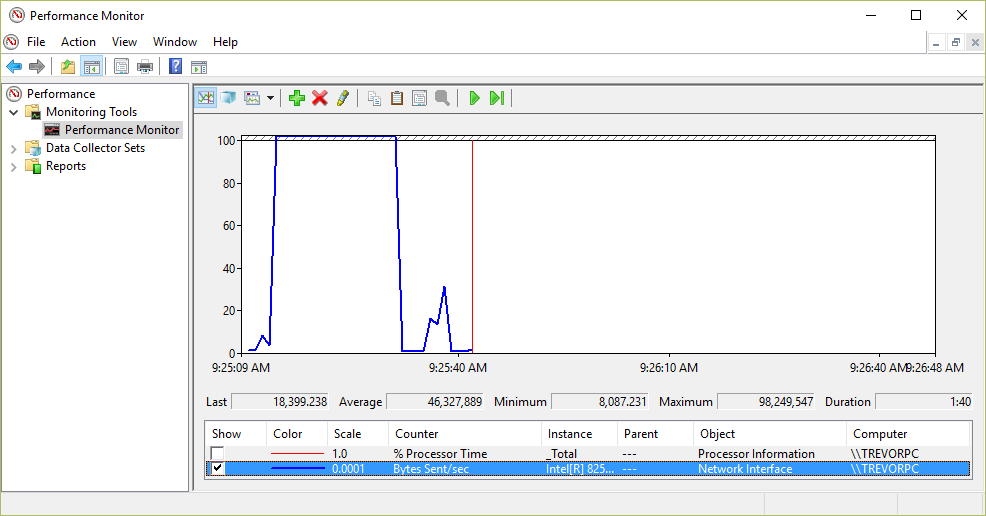 Performance Monitor
File Action View Window Help
Performance
Monitoring Tools
Performance Monitor
Data Collector Sets
Reports
100
80
60
40
20
0
9:25:09 AM 9:25:40 AM 9:26:10 AM 9:26:40 AM 9:26:48 AM
Last 18,399.238 Average 46,327,889 Minimum 8,087.231 Maximum 98,249,547 Duration 1:40
Show Color Scale Counter Instance Parent Object Computer
1.0 % Processor Time _Total --- Processor Information \\TREVORPC
0.0001 Bytes Sent/sec Intel[R] 825... --- Network Interface \\TREVORPC